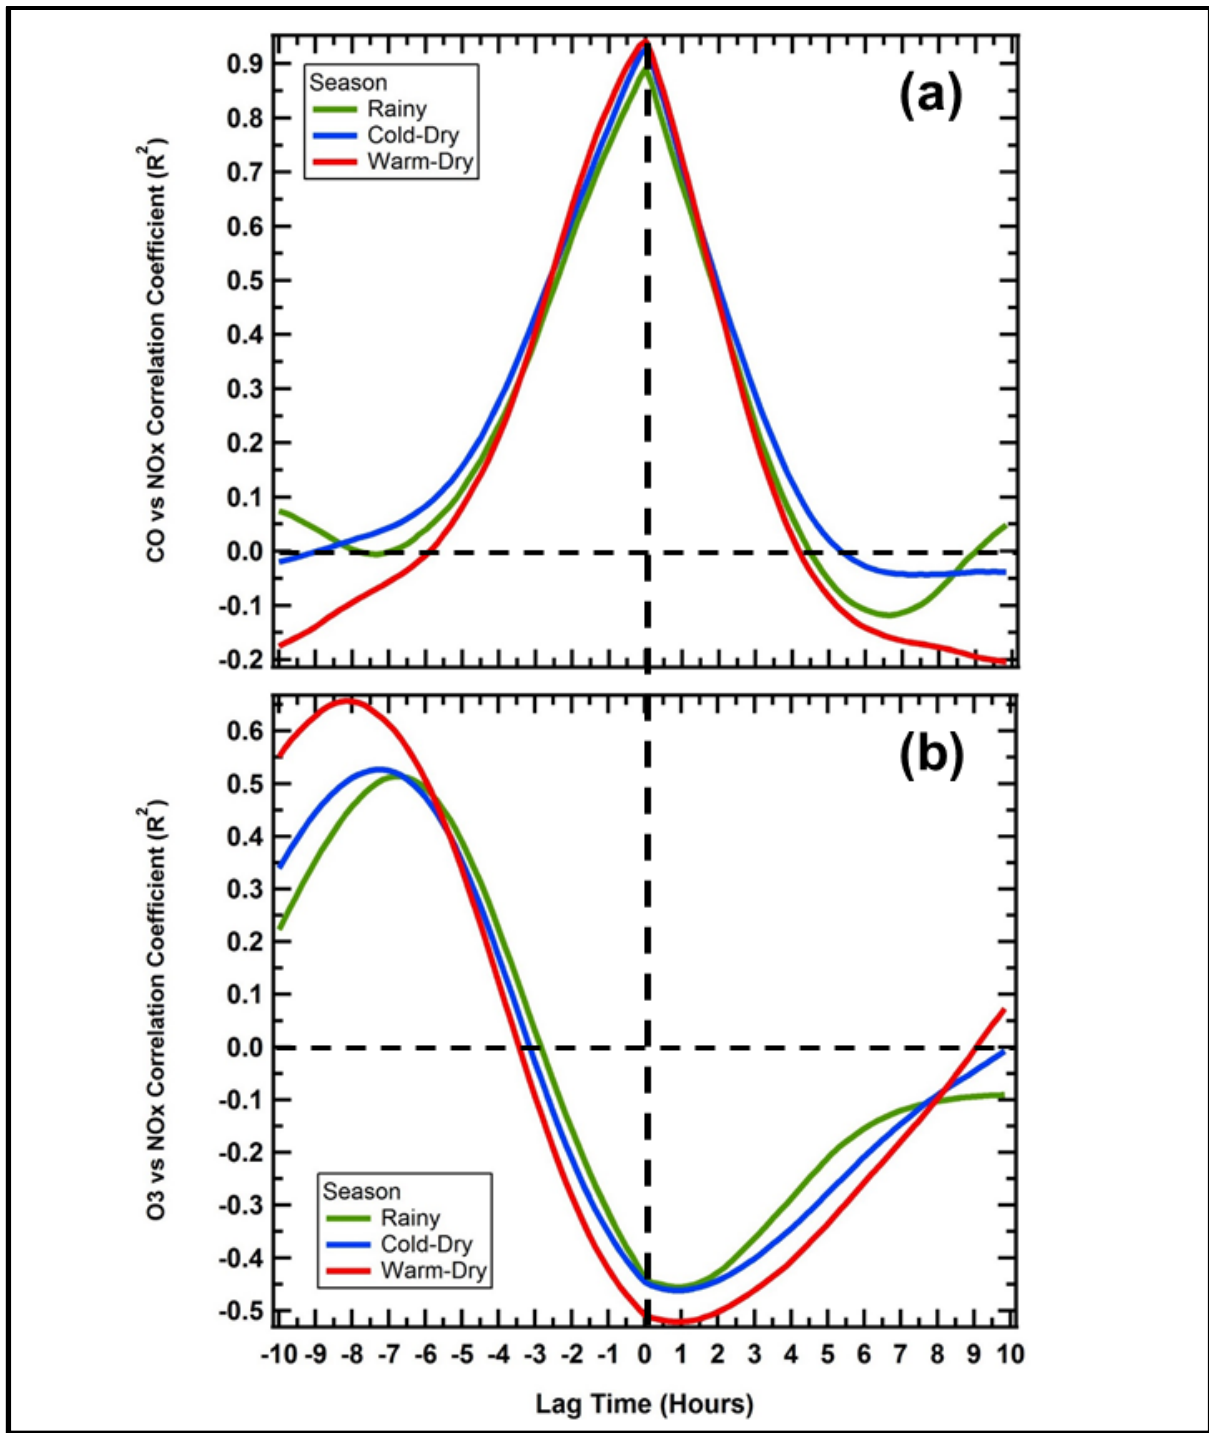 (a)
Season
Rainy
Cold-Dry
Warm-Dry
CO vs NOx Correlation Coefficient (R²)
0.9
0.8
0.7
0.6
0.5
0.4
0.3
0.2
0.1
0.0
-0.1
-0.2
(b)
O3 vs NOx Correlation Coefficient (R²)
0.6
0.5
0.4
0.3
0.2
0.1
0.0
-0.1
-0.2
-0.3
-0.4
-0.5
Season
Rainy
Cold-Dry
Warm-Dry
-10 -9 -8 -7 -6 -5 -4 -3 -2 -1 0 1 2 3 4 5 6 7 8 9 10
Lag Time (Hours)